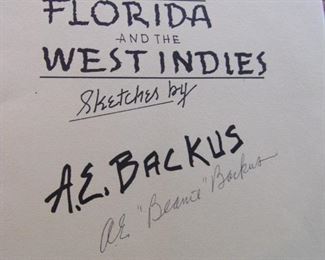 FLORIDA
AND THE
WEST INDIES
Sketches by
A.E. BACKUS
A.E. "Beanie" Backus